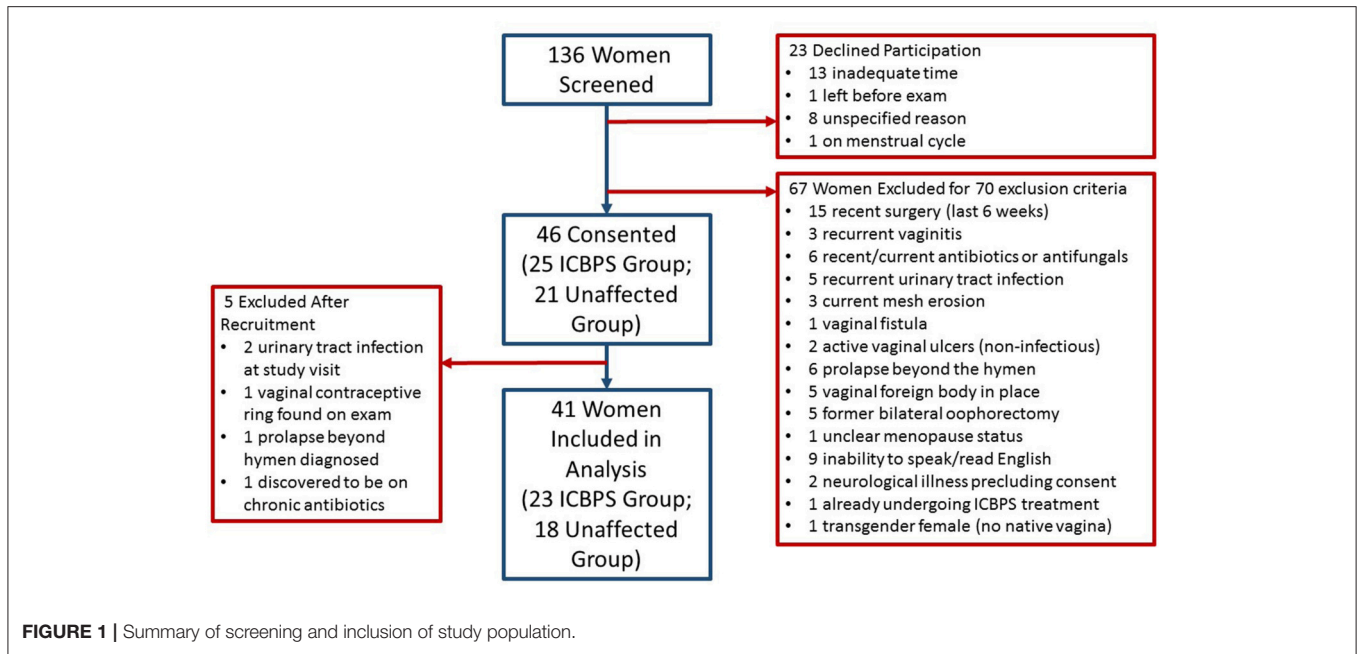 136 Women
Screened
23 Declined Participation
• 13 inadequate time
• 1 left before exam
• 8 unspecified reason
• 1 on menstrual cycle
67 Women Excluded for 70 exclusion criteria
• 15 recent surgery (last 6 weeks)
• 3 recurrent vaginitis
• 6 recent/current antibiotics or antifungals
• 5 recurrent urinary tract infection
• 3 current mesh erosion
• 1 vaginal fistula
• 2 active vaginal ulcers (non-infectious)
• 6 prolapse beyond the hymen
• 5 vaginal foreign body in place
• 5 former bilateral oophorectomy
• 1 unclear menopause status
• 9 inability to speak/read English
• 2 neurological illness precluding consent
• 1 already undergoing ICBPS treatment
• 1 transgender female (no native vagina)
46 Consented
(25 ICBPS Group;
21 Unaffected
Group)
5 Excluded After
Recruitment
• 2 urinary tract infection
at study visit
• 1 vaginal contraceptive
ring found on exam
• 1 prolapse beyond
hymen diagnosed
• 1 discovered to be on
chronic antibiotics
41 Women
Included in
Analysis
(23 ICBPS Group;
18 Unaffected
Group)
FIGURE 1 | Summary of screening and inclusion of study population.